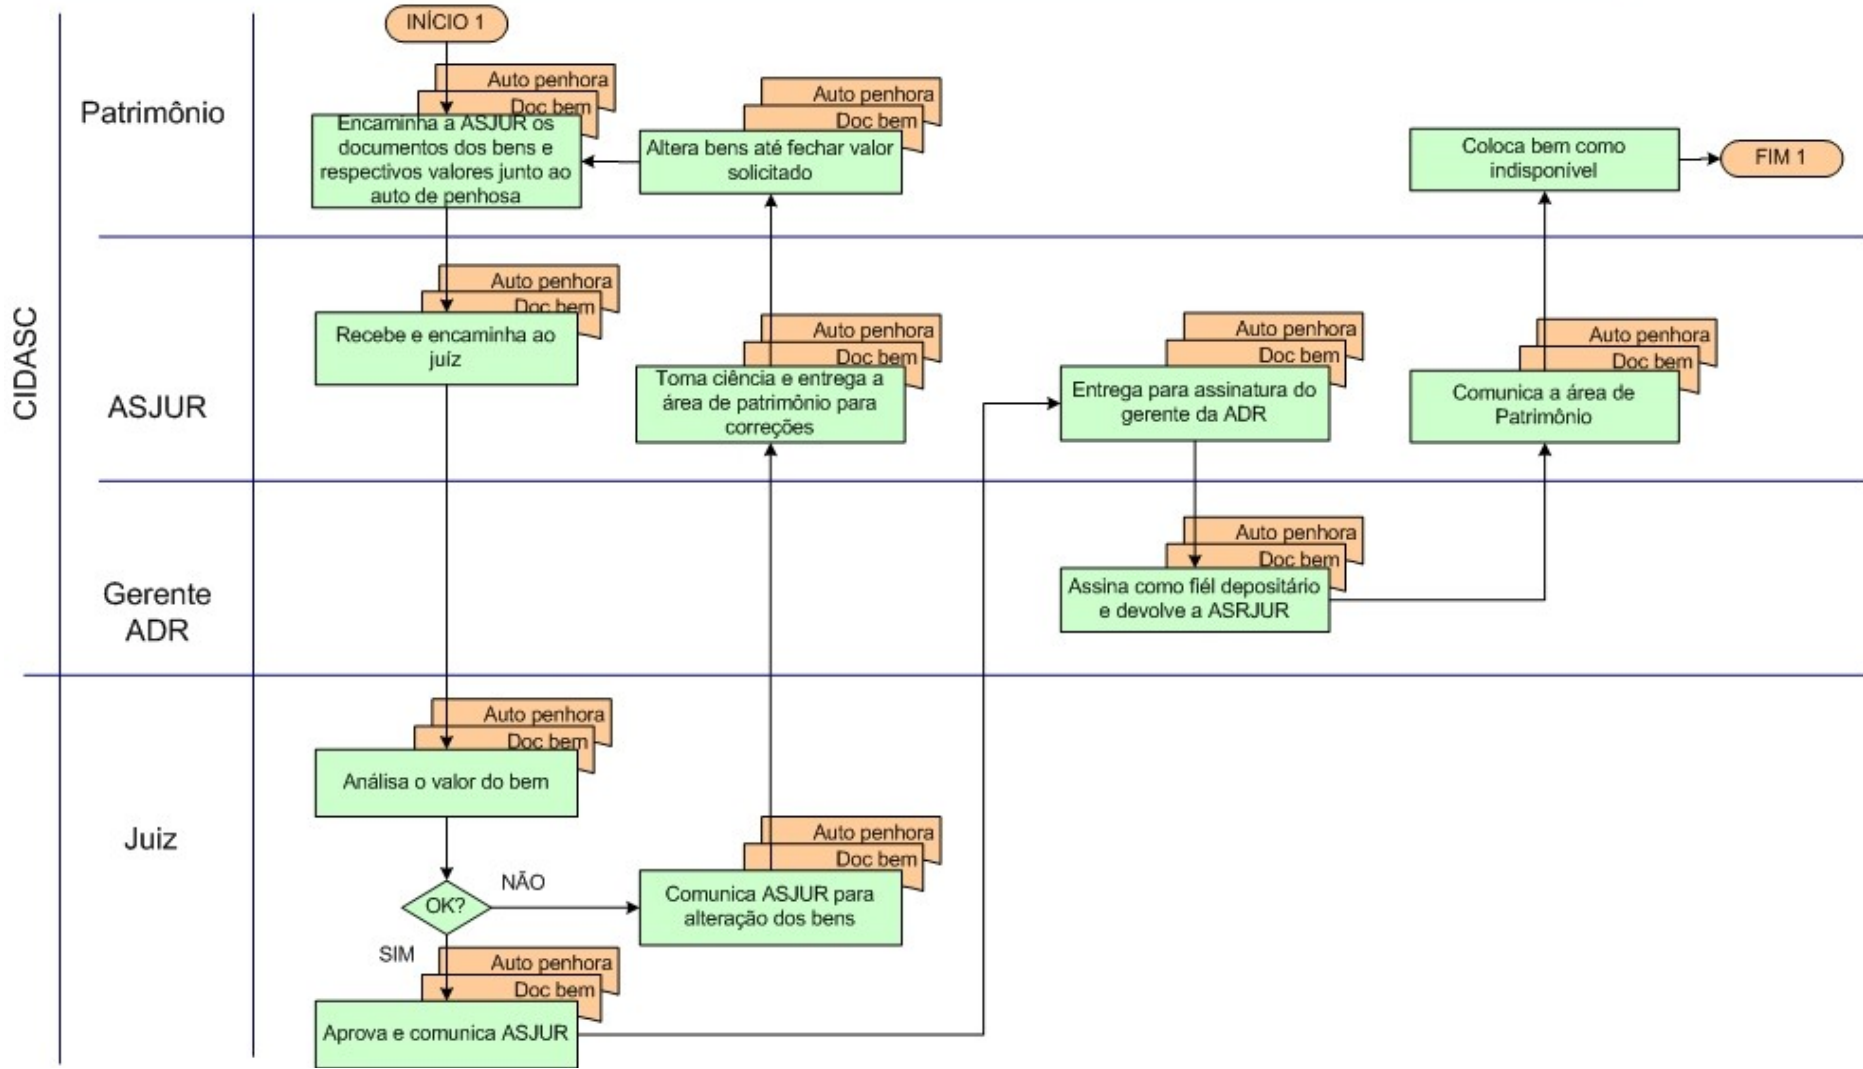 INÍCIO 1
CIDASC
Patrimônio
Auto penhora
Doc bem
Encaminha a ASJUR os
documentos dos bens e
respectivos valores junto ao
auto de penhosa
Auto penhora
Doc bem
Altera bens até fechar valor
solicitado
Coloca bem como
indisponível
FIM 1
ASJUR
Auto penhora
Doc bem
Recebe e encaminha ao
juíz
Auto penhora
Doc bem
Toma ciência e entrega a
área de patrimônio para
correções
Auto penhora
Doc bem
Entrega para assinatura do
gerente da ADR
Auto penhora
Doc bem
Comunica a área de
Patrimônio
Gerente
ADR
Auto penhora
Doc bem
Assina como fiél depositário
e devolve a ASRJUR
Juiz
Auto penhora
Doc bem
Análisa o valor do bem
OK?
NÃO
SIM
Auto penhora
Doc bem
Comunica ASJUR para
alteração dos bens
Auto penhora
Doc bem
Aprova e comunica ASJUR